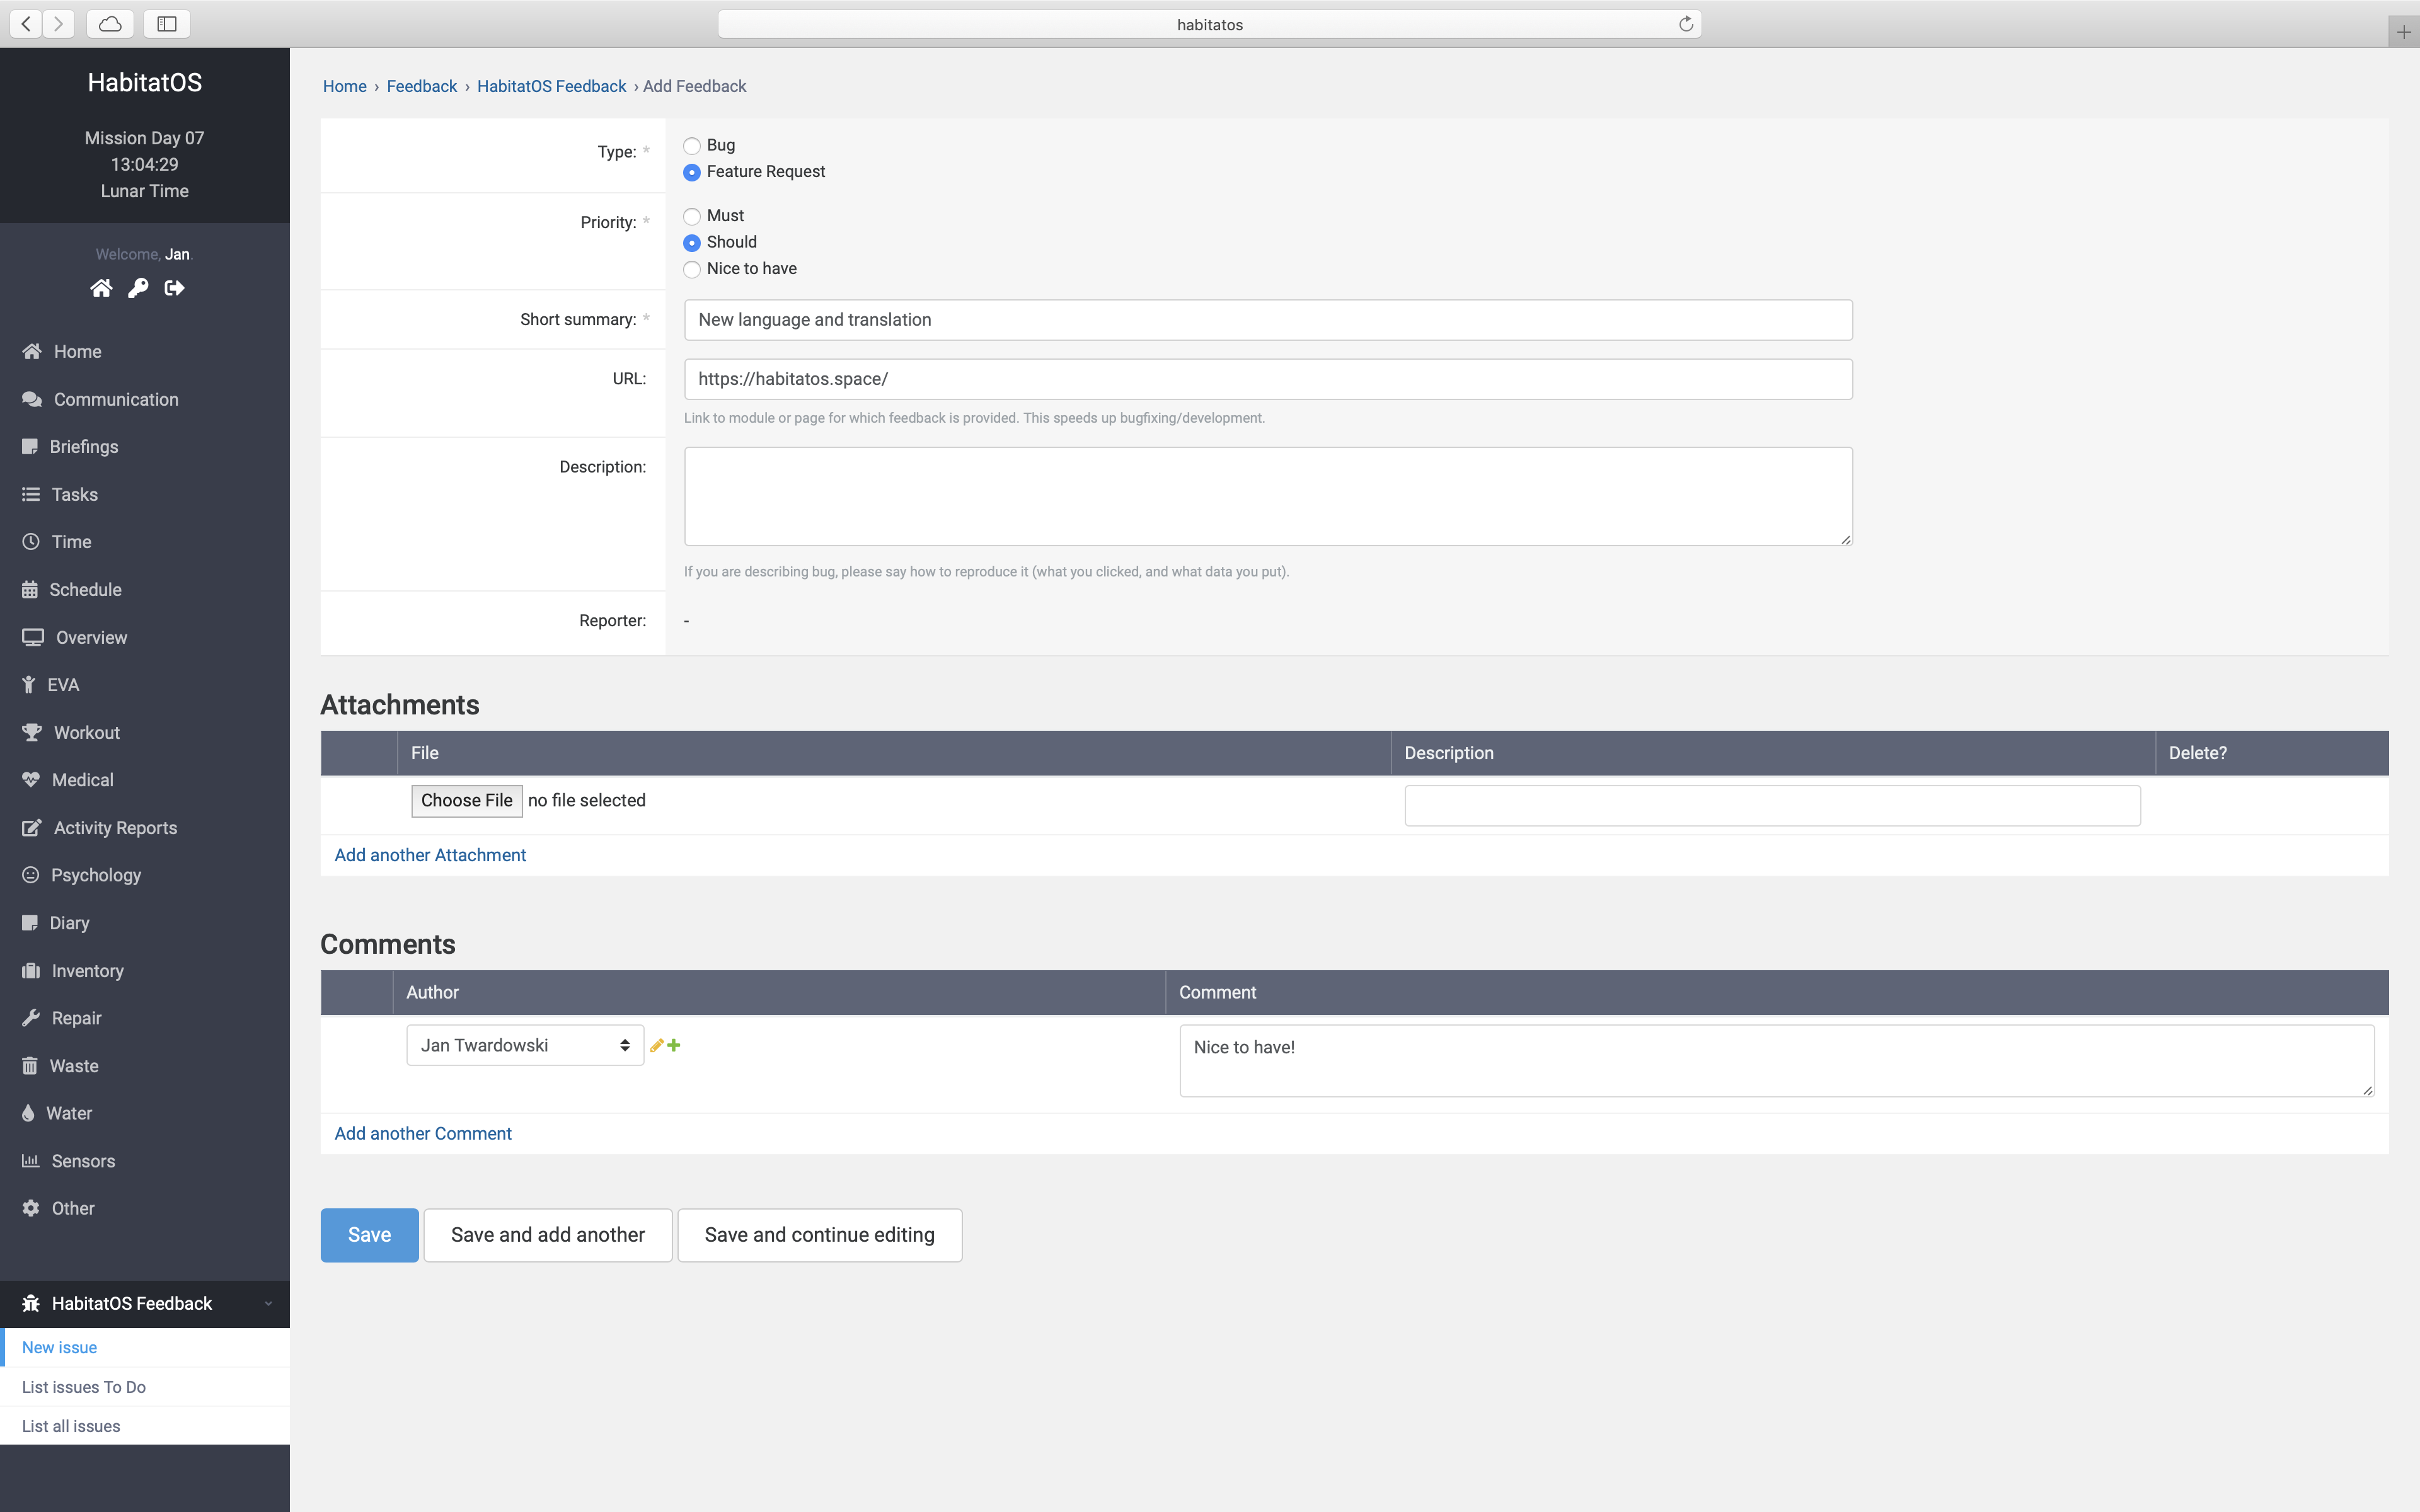 habitatos
HabitatOS
Mission Day 07
13:04:29
Lunar Time
Welcome, Jan.
Home
Communication
Briefings
Tasks
Time
Schedule
Overview
EVA
Workout
Medical
Activity Reports
Psychology
Diary
Inventory
Repair
Waste
Water
Sensors
Other
HabitatOS Feedback
New issue
List issues To Do
List all issues
Home › Feedback › HabitatOS Feedback › Add Feedback
Type: *
Bug
Feature Request
Priority: *
Must
Should
Nice to have
Short summary: * New language and translation
URL: https://habitatos.space/
Link to module or page for which feedback is provided. This speeds up bugfixing/development.
Description:
If you are describing bug, please say how to reproduce it (what you clicked, and what data you put).
Reporter: -
Attachments
File Description Delete?
Choose File no file selected
Add another Attachment
Comments
Author Comment
Jan Twardowski Nice to have!
Add another Comment
Save Save and add another Save and continue editing